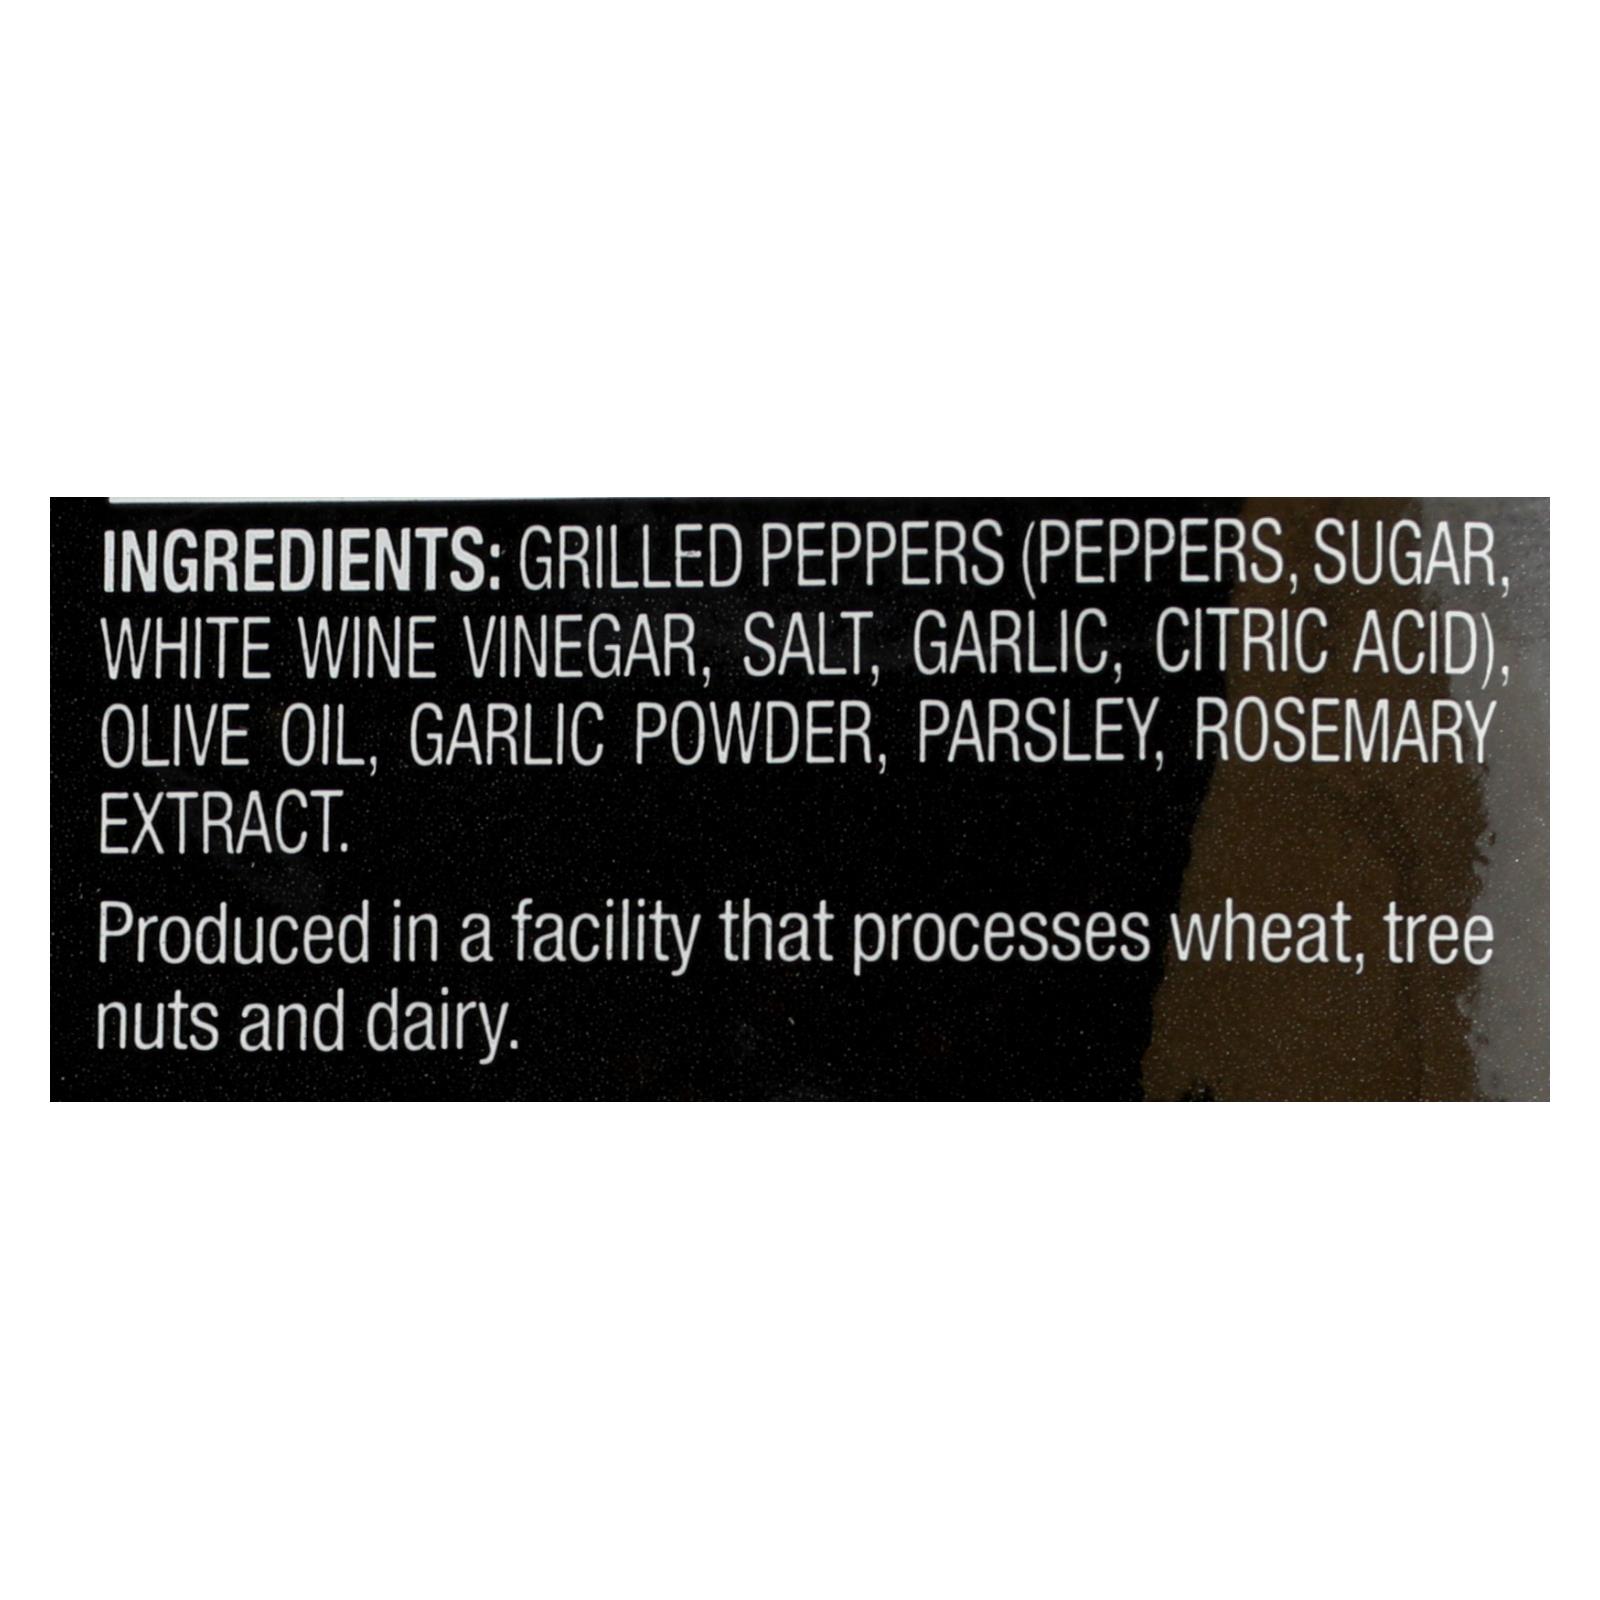 INGREDIENTS: GRILLED PEPPERS (PEPPERS, SUGAR,
WHITE WINE VINEGAR, SALT, GARLIC, CITRIC ACID),
OLIVE OIL, GARLIC POWDER, PARSLEY, ROSEMARY
EXTRACT.
Produced in a facility that processes wheat, tree
nuts and dairy.